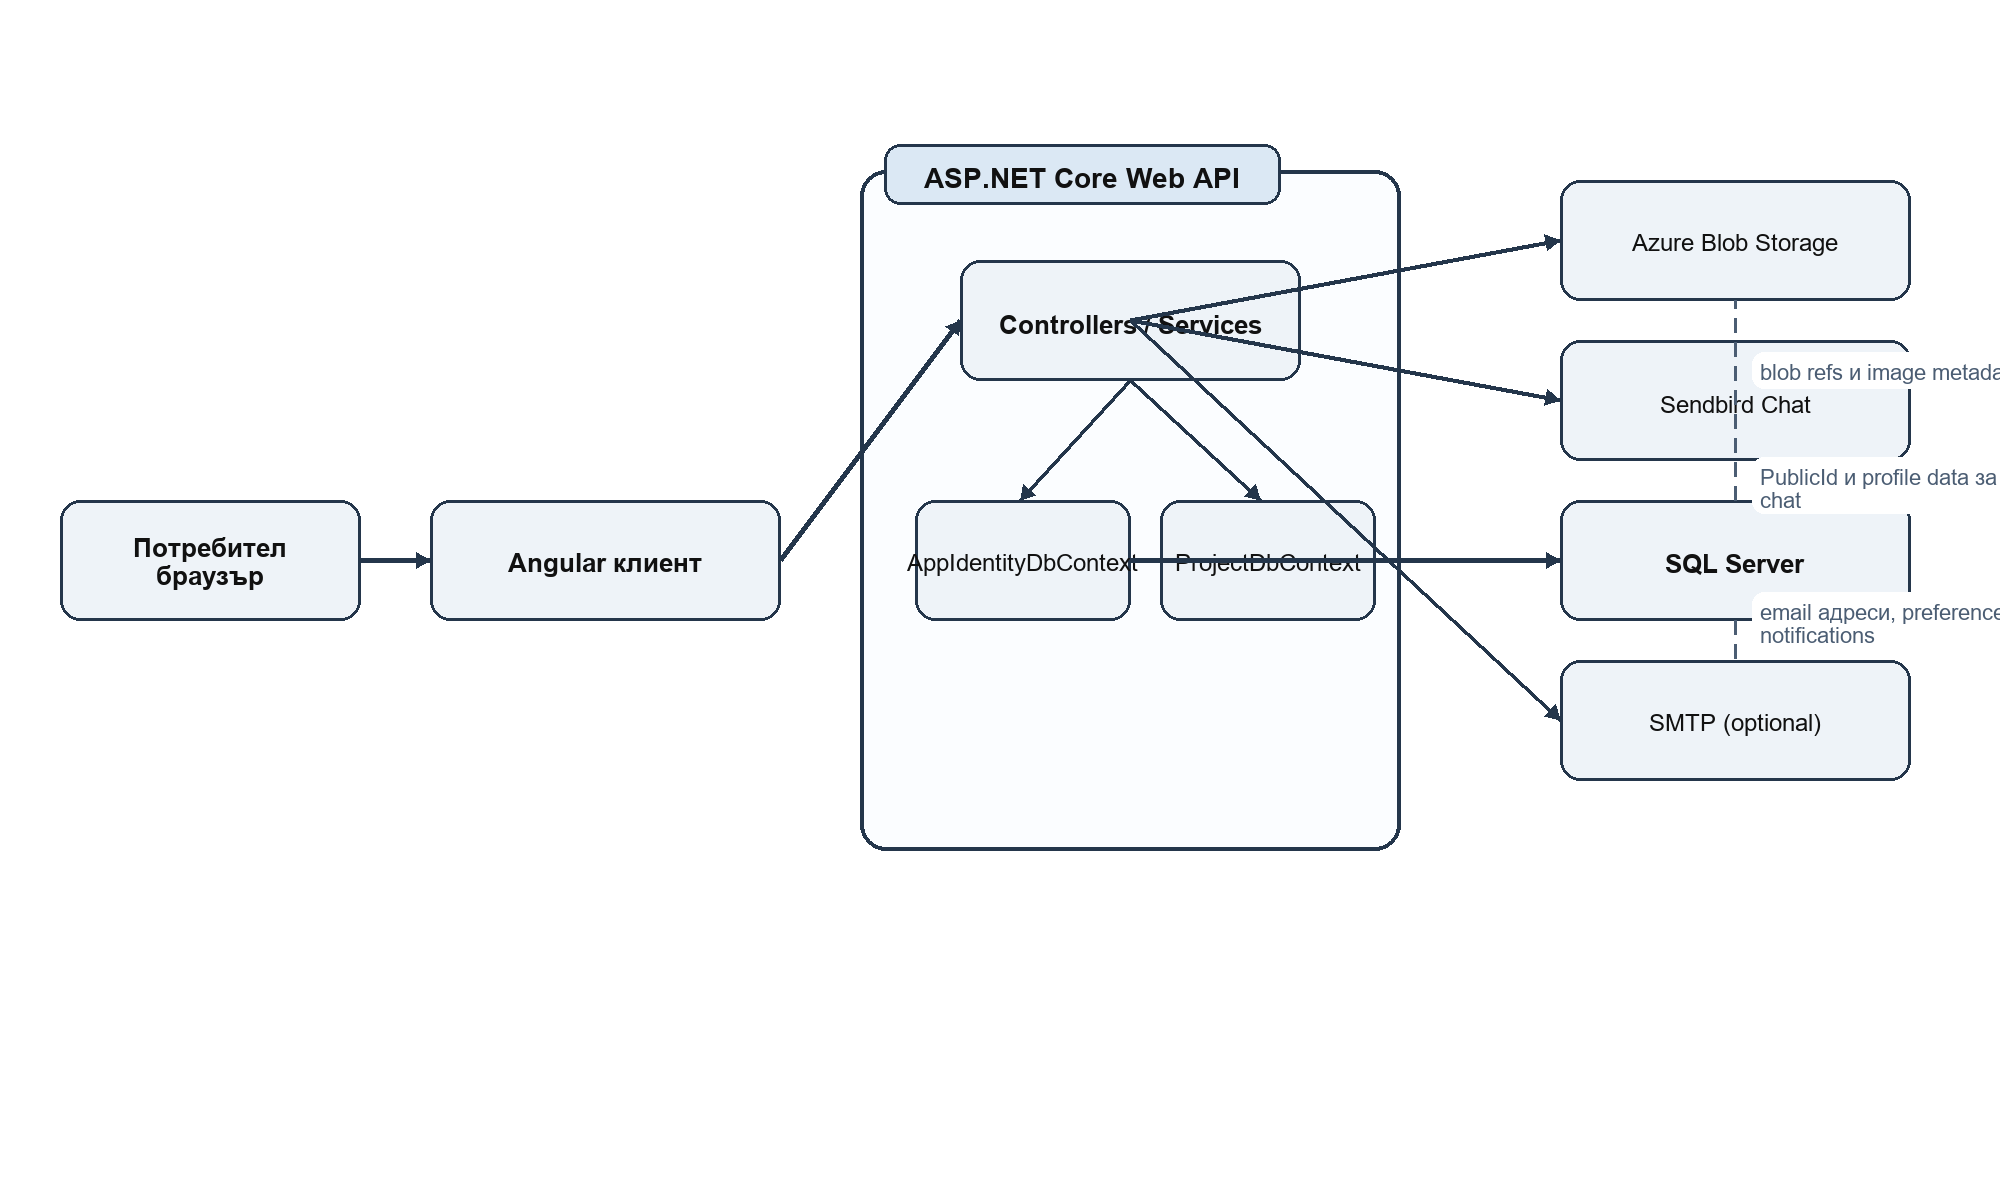 ASP.NET Core Web API
Azure Blob Storage
Controllers / Services
blob refs и image metada
Sendbird Chat
PublicId и profile data за
chat
Потребител
браузър
Angular клиент
AppIdentityDbContext
ProjectDbContext
SQL Server
email адреси, preference
notifications
SMTP (optional)